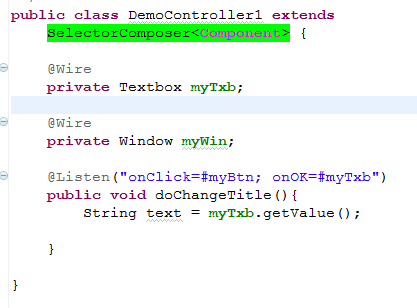 public class DemoController1 extends
SelectorComposer<Component> {
@Wire
private Textbox myTxb;
@Wire
private Window myWin;
@Listen("onClick=#myBtn; onOK=#myTxb")
public void doChangeTitle(){
String text = myTxb.getValue();
}
}